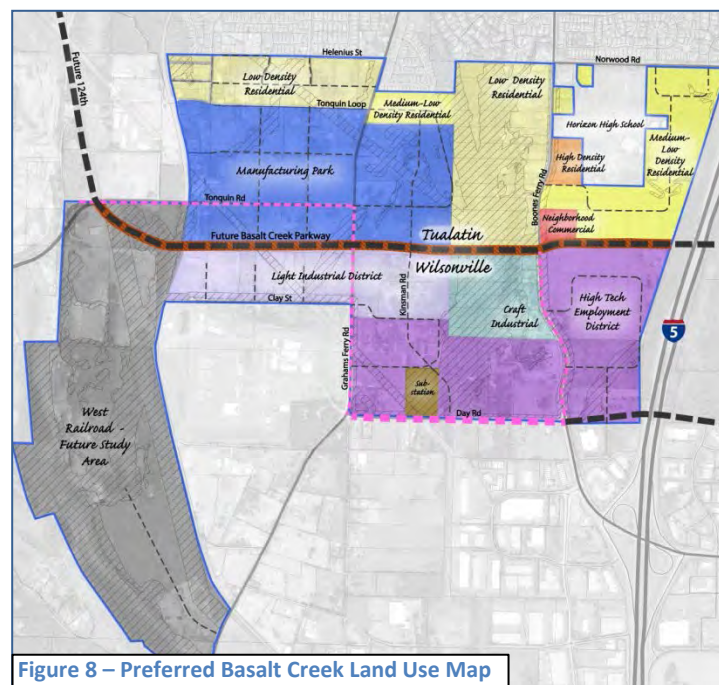 Helenius St
Norwood Rd
Future 124th
Low Density
Residential
Tonquin Loop
Medium-Low
Density Residential
Low Density
Residential
Horizon High School
Medium-
Low
Density
Residential
High Density
Residential
Manufacturing Park
Boones Ferry Rd
Tonquin Rd
Neighborhood
Commercial
Future Basalt Creek Parkway
Tualatin
Wilsonville
Light Industrial District
Kinsman Rd
Clay St
Craft
Industrial
High Tech
Employment
District
5
Grahams Ferry Rd
Sub-
station
Day Rd
West
Railroad -
Future Study
Area
Figure 8 – Preferred Basalt Creek Land Use Map